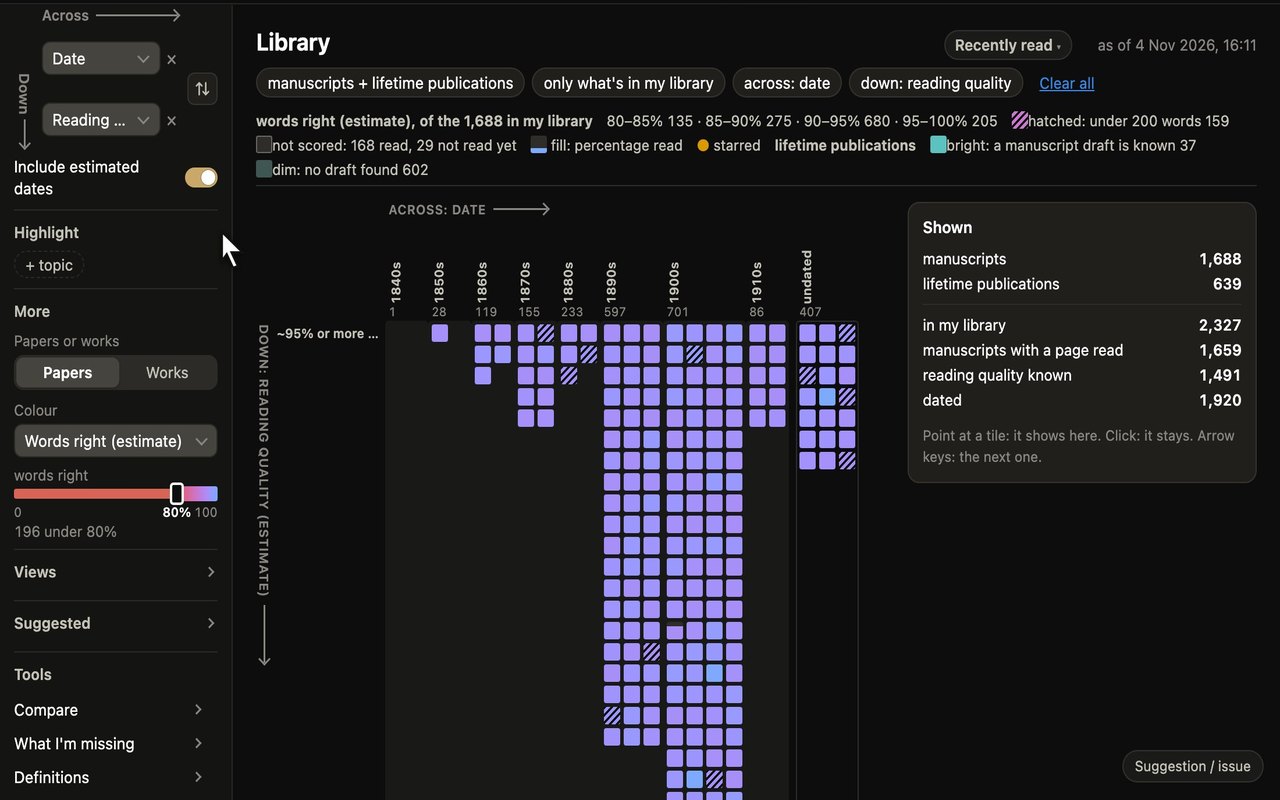 Across
Date
Down
Reading ...
Include estimated
dates
Highlight
+ topic
More
Papers or works
Papers
Works
Colour
Words right (estimate)
words right
0 80% 100
196 under 80%
Views
Suggested
Tools
Compare
What I'm missing
Definitions
Library
Recently read
as of 4 Nov 2026, 16:11
manuscripts + lifetime publications
only what's in my library
across: date
down: reading quality
Clear all
words right (estimate), of the 1,688 in my library 80–85% 135 · 85–90% 275 · 90–95% 680 · 95–100% 205 hatched: under 200 words 159
not scored: 168 read, 29 not read yet fill: percentage read starred lifetime publications bright: a manuscript draft is known 37
dim: no draft found 602
ACROSS: DATE
1840s 1850s 1860s 1870s 1880s 1890s 1900s 1910s undated
1 28 119 155 233 597 701 86 407
DOWN: READING QUALITY (ESTIMATE)
~95% or more ...
Shown
manuscripts 1,688
lifetime publications 639
in my library 2,327
manuscripts with a page read 1,659
reading quality known 1,491
dated 1,920
Point at a tile: it shows here. Click: it stays. Arrow
keys: the next one.
Suggestion / issue